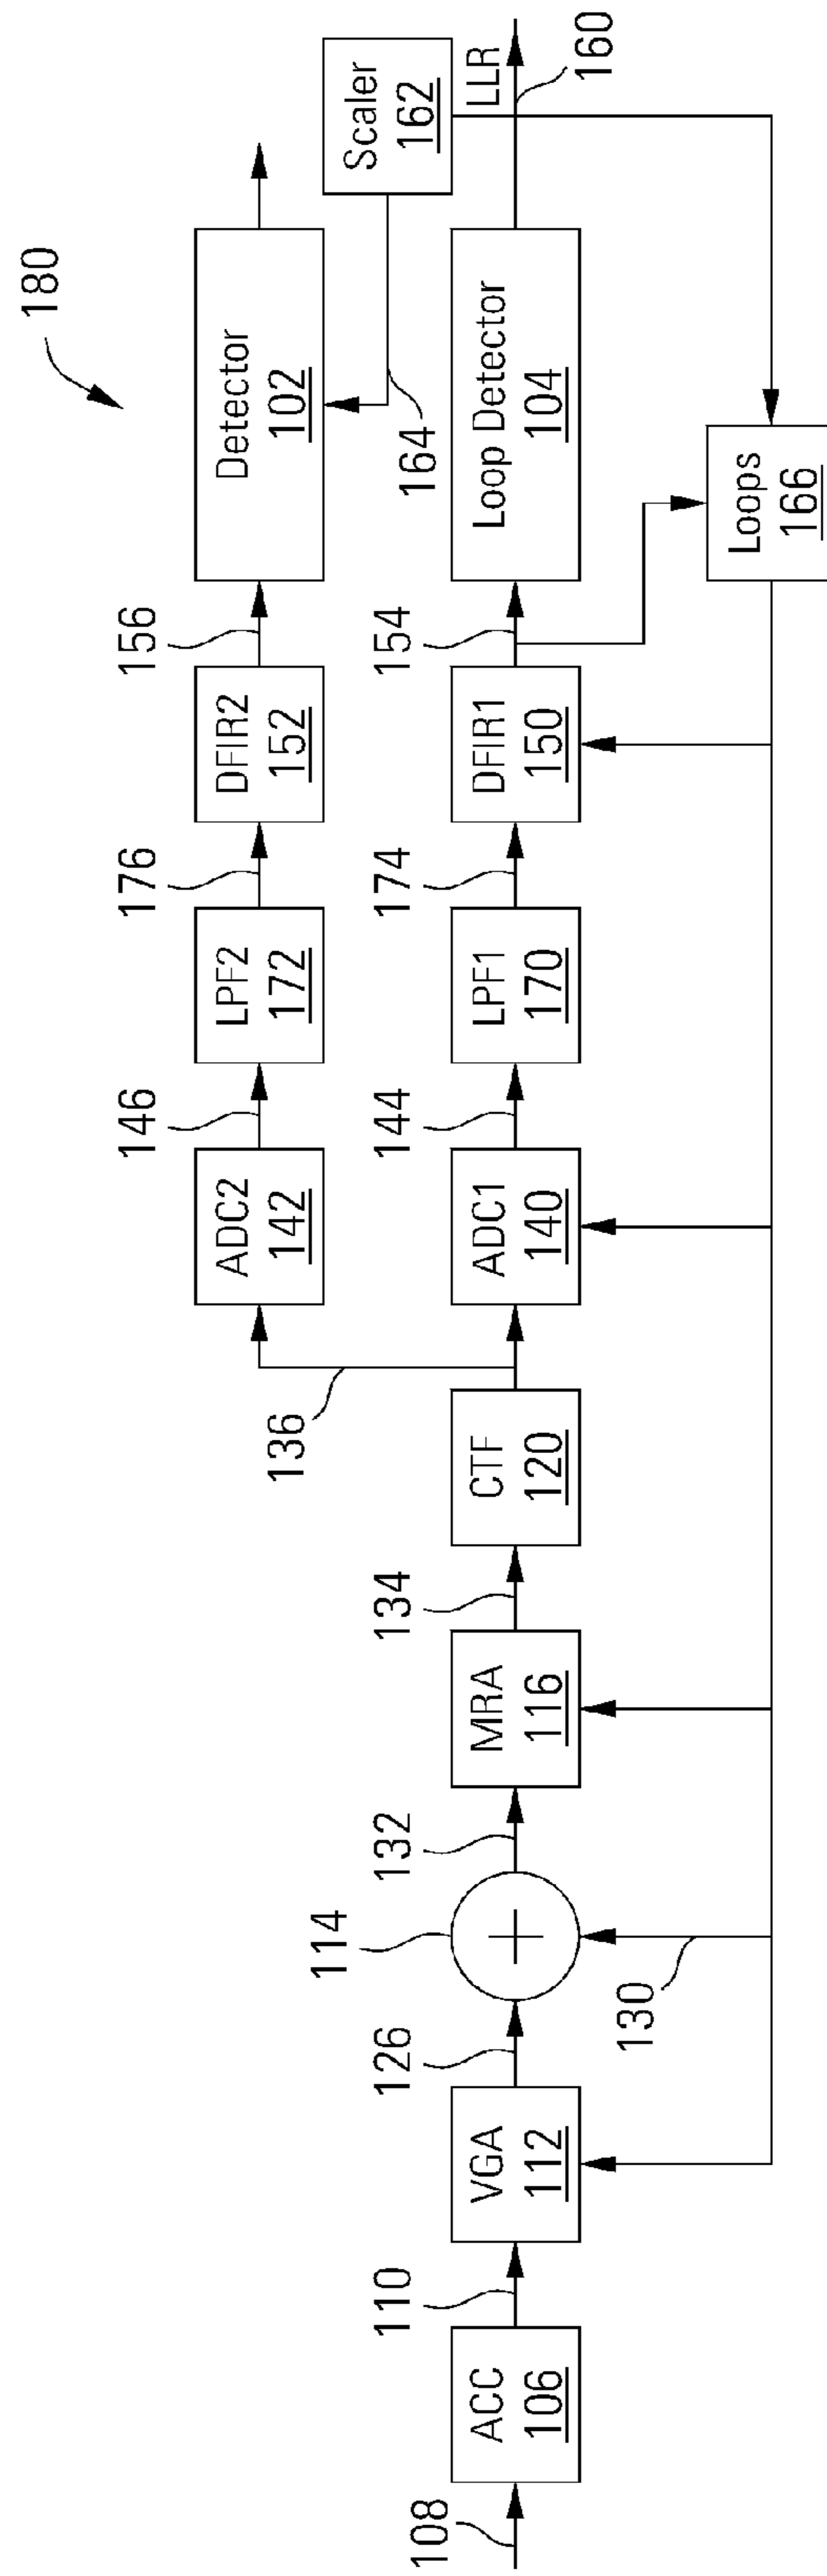 180
Scaler
162
LLR
160
Detector
102
164
Loop Detector
104
Loops
166
156
154
DFIR2
152
DFIR1
150
176
174
LPF2
172
LPF1
170
146
144
ADC2
142
ADC1
140
136
CTF
120
134
MRA
116
132
114
130
126
VGA
112
110
ACC
106
108